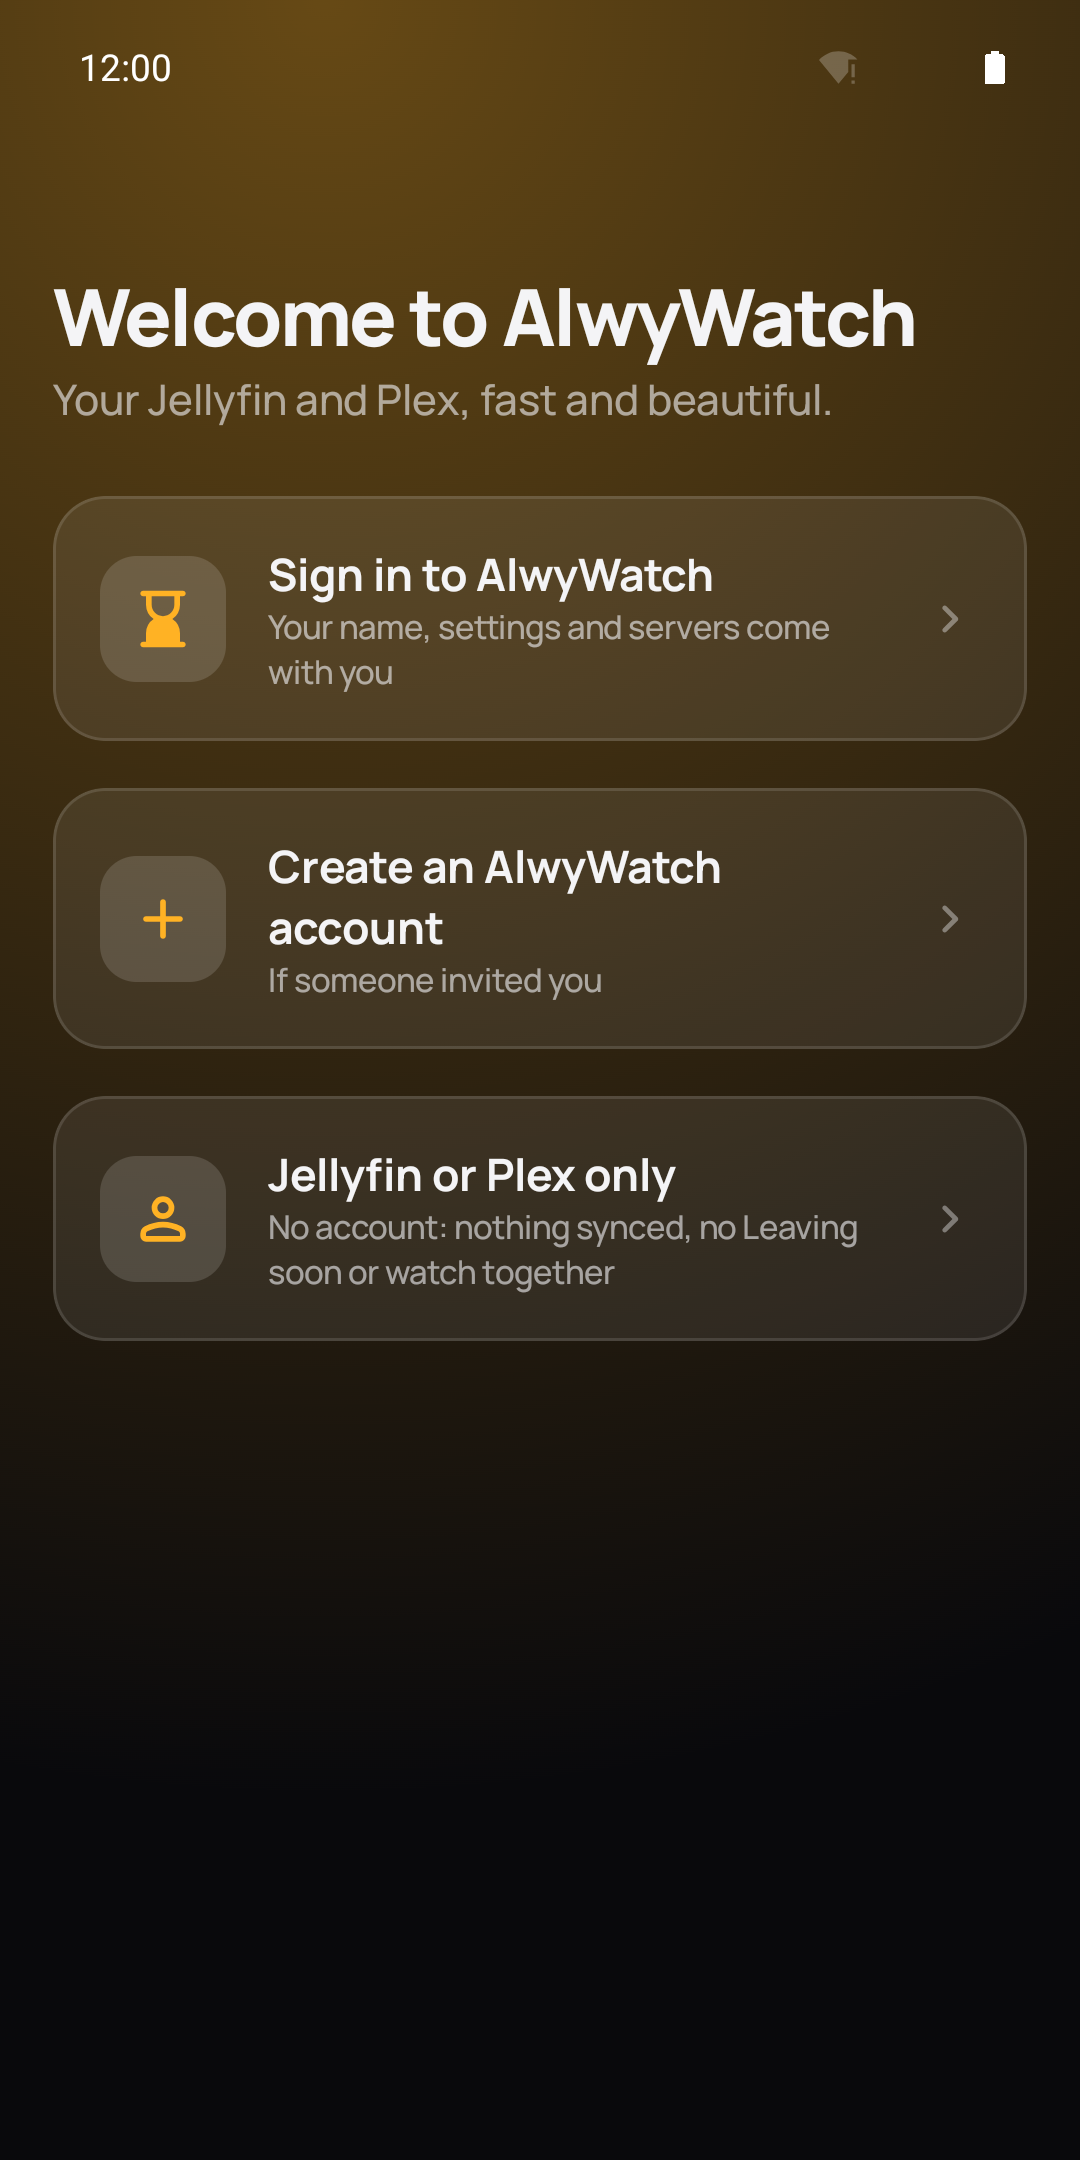 12:00
Welcome to AlwyWatch
Your Jellyfin and Plex, fast and beautiful.
Sign in to AlwyWatch
Your name, settings and servers come
with you
Create an AlwyWatch
account
If someone invited you
Jellyfin or Plex only
No account: nothing synced, no Leaving
soon or watch together